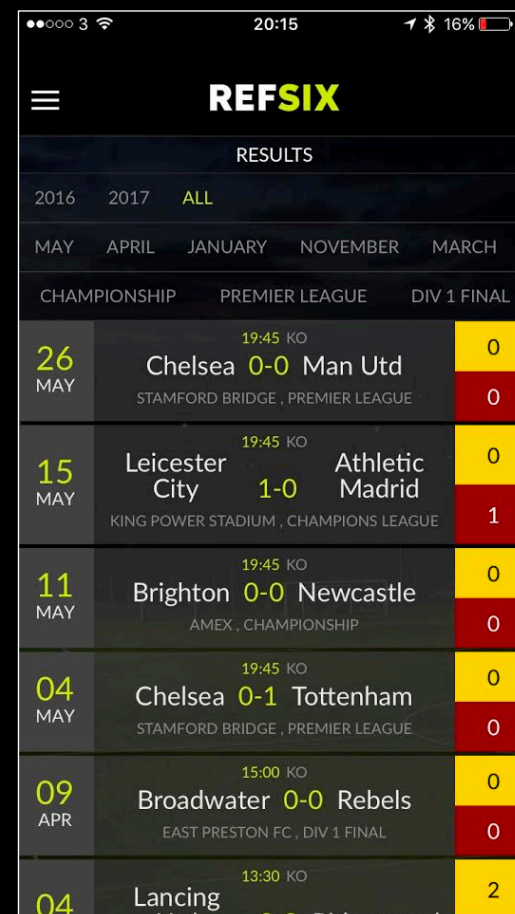 3 20:15 16%
REFSIX
RESULTS
2016 2017 ALL
MAY APRIL JANUARY NOVEMBER MARCH
CHAMPIONSHIP PREMIER LEAGUE DIV 1 FINAL
26 MAY
19:45 KO
Chelsea 0-0 Man Utd
STAMFORD BRIDGE , PREMIER LEAGUE
0
0
15 MAY
19:45 KO
Leicester City 1-0 Athletic Madrid
KING POWER STADIUM , CHAMPIONS LEAGUE
0
1
11 MAY
19:45 KO
Brighton 0-0 Newcastle
AMEX , CHAMPIONSHIP
0
0
04 MAY
19:45 KO
Chelsea 0-1 Tottenham
STAMFORD BRIDGE , PREMIER LEAGUE
0
0
09 APR
15:00 KO
Broadwater 0-0 Rebels
EAST PRESTON FC , DIV 1 FINAL
0
0
04
13:30 KO
Lancing
2